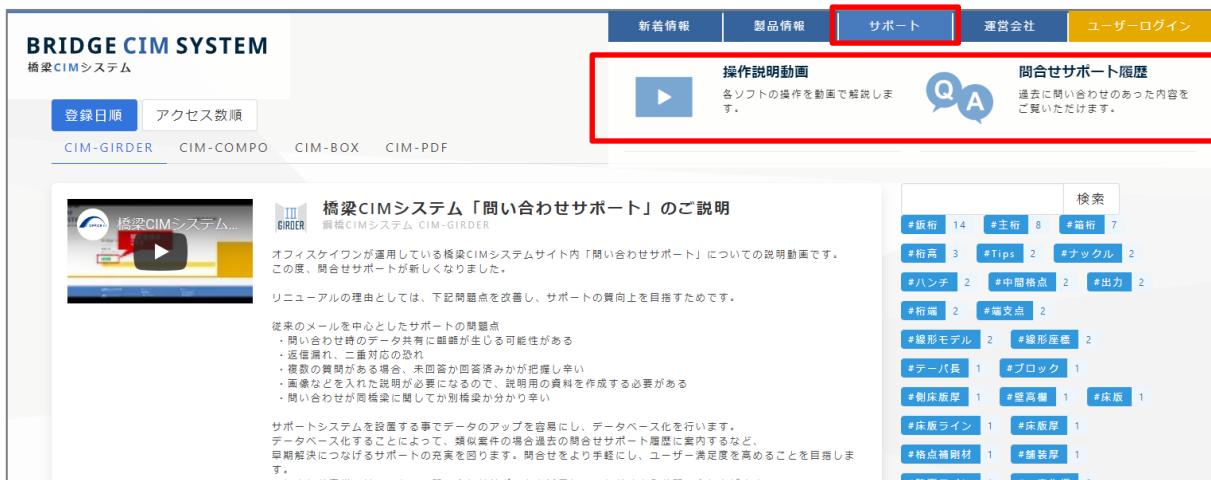 新着情報 製品情報 サポート 運営会社 ユーザーログイン
BRIDGE CIM SYSTEM
橋梁CIMシステム
操作説明動画
各ソフトの操作を動画で解説しま
す。
Q A
問合せサポート履歴
過去に問い合わせのあった内容を
ご覧いただけます。
登録日順 アクセス数順
CIM-GIRDER CIM-COMPO CIM-BOX CIM-PDF
橋梁CIMシステム...
GIRDER
橋梁CIMシステム「問い合わせサポート」のご説明
鋼橋CIMシステム CIM-GIRDER
オフィスケイワンが運用している橋梁CIMシステムサイト内「問い合わせサポート」についての説明動画です。
この度、問合せサポートが新しくなりました。
リニューアルの理由としては、下記問題点を改善し、サポートの質向上を目指すためです。
従来のメールを中心としたサポートの問題点
・問い合わせ時のデータ共有に齟齬が生じる可能性がある
・返信漏れ、二重対応の恐れ
・複数の質問がある場合、未回答か回答済みかが把握し辛い
・画像などを入れた説明が必要になるので、説明用の資料を作成する必要がある
・問い合わせが同橋梁に関してか別橋梁か分かり辛い
サポートシステムを設置する事でデータのアップを容易にし、データベース化を行います。
データベース化することによって、類似案件の場合過去の問合せサポート履歴に案内するなど、
早期解決につなげるサポートの充実を図ります。問合せをより手軽にし、ユーザー満足度を高めることを目指しま
す。
検索
#鈑桁 14 #主桁 8 #箱桁 7
#桁高 3 #Tips 2 #ナックル 2
#ハンチ 2 #中間格点 2 #出力 2
#桁端 2 #端支点 2
#線形モデル 2 #線形座標 2
#テーパ長 1 #ブロック 1
#側床版厚 1 #壁高欄 1 #床版 1
#床版ライン 1 #床版厚 1
#格点補剛材 1 #舗装厚 1